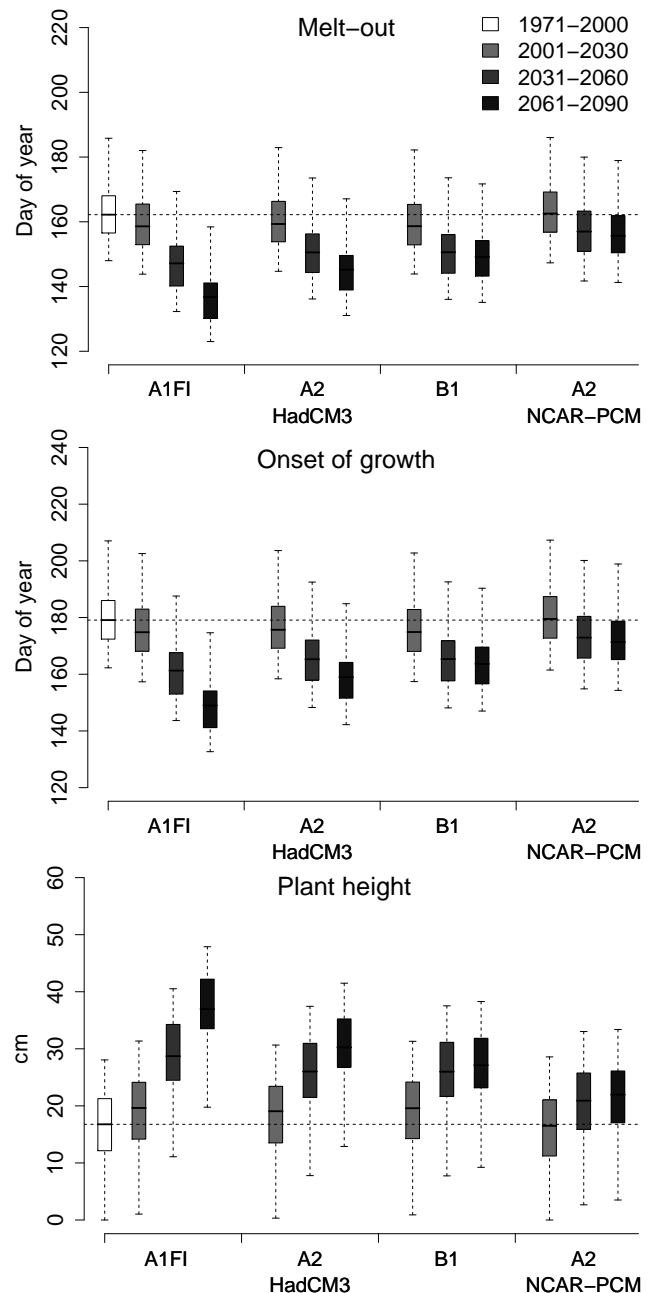 Melt−out
1971−2000
2001−2030
2031−2060
2061−2090
Day of year
220
200
180
160
140
120
A1FI
A2
B1
A2
HadCM3
NCAR−PCM
Onset of growth
Day of year
240
220
200
180
160
140
120
A1FI
A2
B1
A2
HadCM3
NCAR−PCM
Plant height
cm
60
50
40
30
20
10
0
A1FI
A2
B1
A2
HadCM3
NCAR−PCM